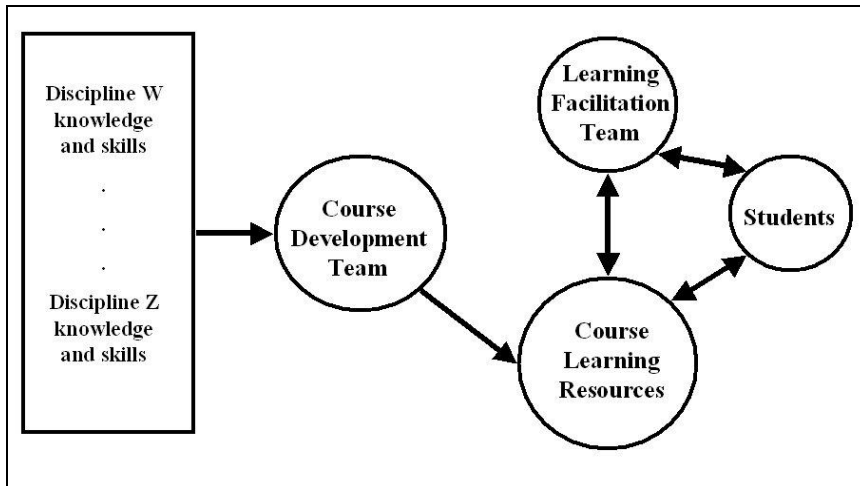 Discipline W
knowledge
and skills
.
.
.
Discipline Z
knowledge
and skills
Course
Development
Team
Learning
Facilitation
Team
Students
Course
Learning
Resources